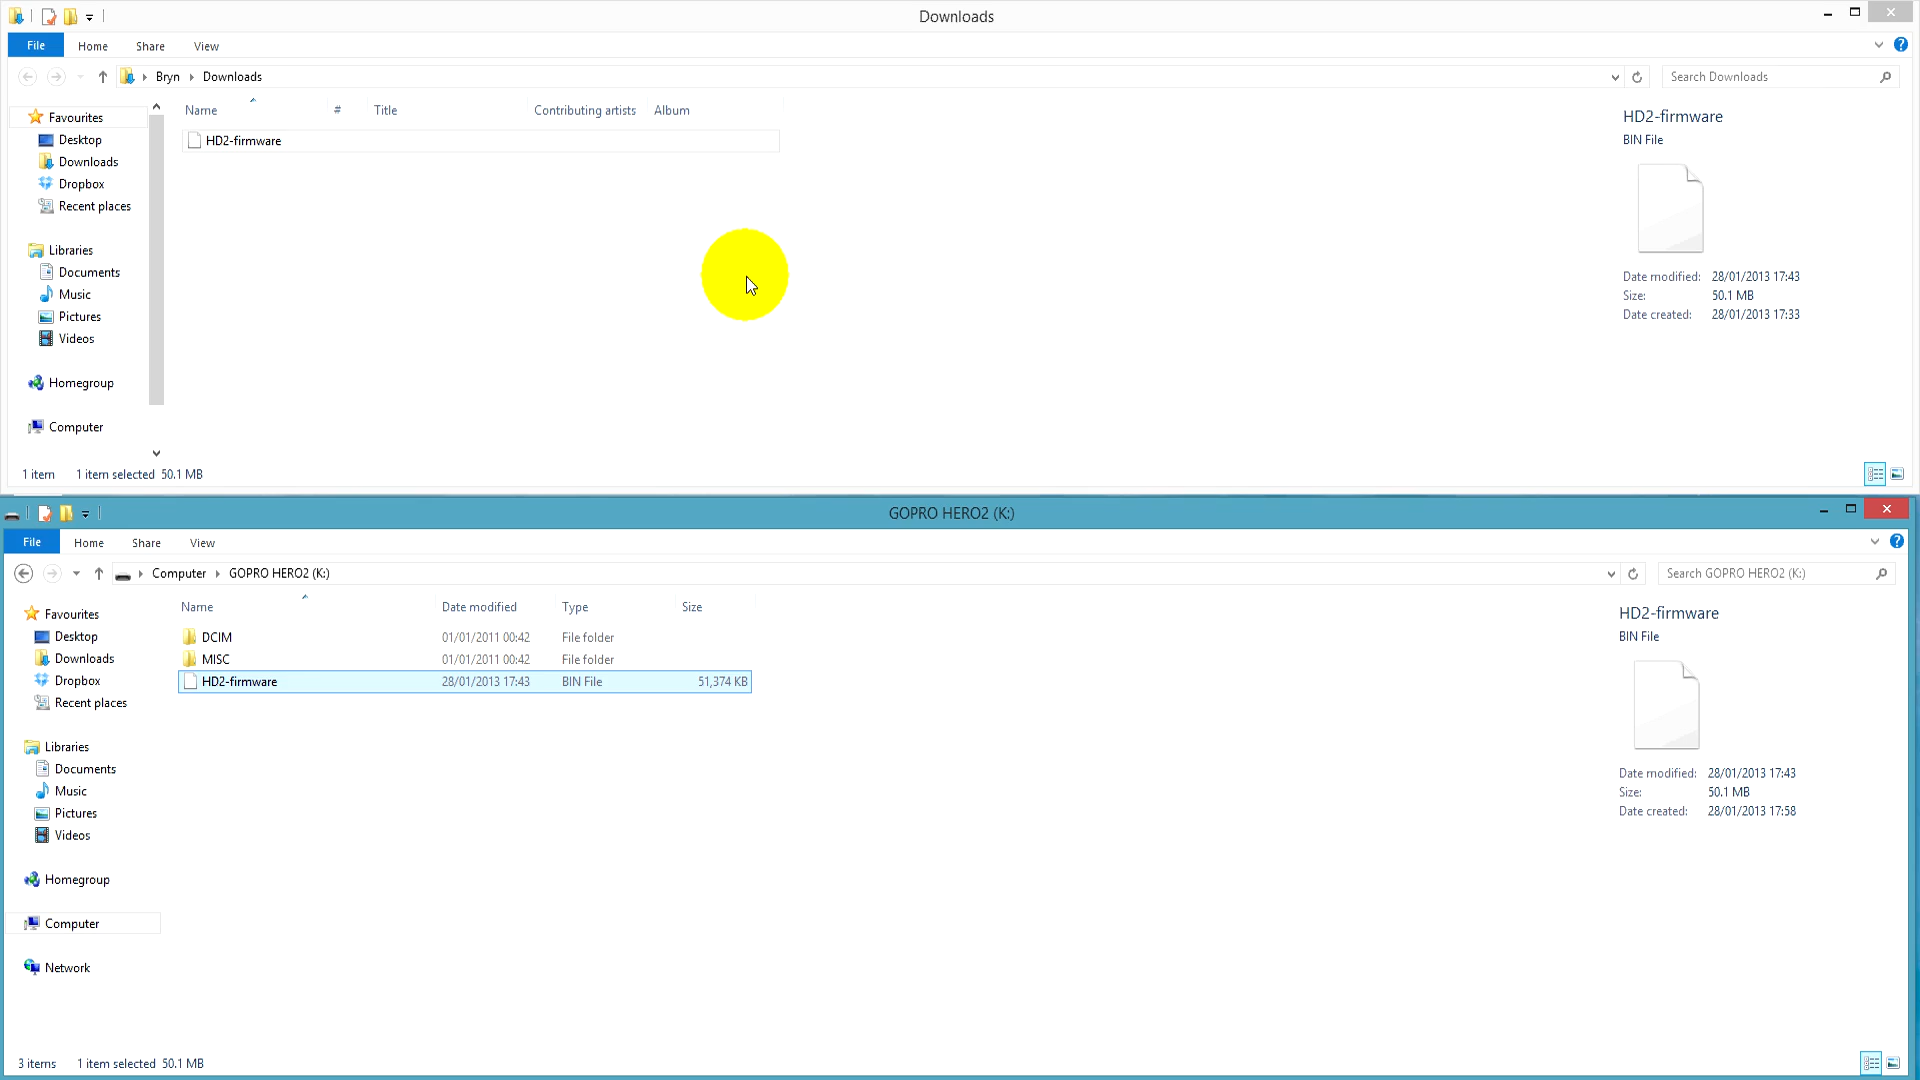 Downloads
File Home Share View
Bryn Downloads
Search Downloads
Name # Title Contributing artists Album
HD2-firmware
Favourites
Desktop
Downloads
Dropbox
Recent places
Libraries
Documents
Music
Pictures
Videos
Homegroup
Computer
HD2-firmware
BIN File
Date modified: 28/01/2013 17:43
Size: 50.1 MB
Date created: 28/01/2013 17:33
1 item 1 item selected 50.1 MB
GOPRO HERO2 (K:)
File Home Share View
Computer GOPRO HERO2 (K:)
Search GOPRO HERO2 (K:)
Name Date modified Type Size
DCIM 01/01/2011 00:42 File folder
MISC 01/01/2011 00:42 File folder
HD2-firmware 28/01/2013 17:43 BIN File 51,374 KB
Favourites
Desktop
Downloads
Dropbox
Recent places
Libraries
Documents
Music
Pictures
Videos
Homegroup
Computer
Network
HD2-firmware
BIN File
Date modified: 28/01/2013 17:43
Size: 50.1 MB
Date created: 28/01/2013 17:58
3 items 1 item selected 50.1 MB